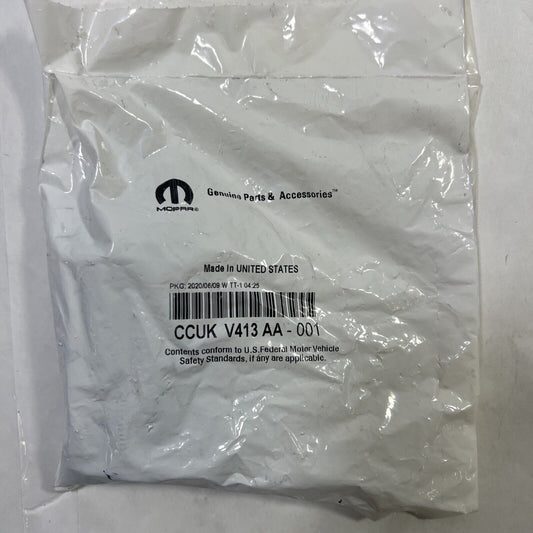 MOPAR®
Genuine Parts & Accessories™
Made in UNITED STATES
PKG: 2020/06/09 W TT-1 04:25
CCUK V413 AA - 001
Contents conform to U.S.Federal Motor Vehicle
Safety Standards, if any are applicable.